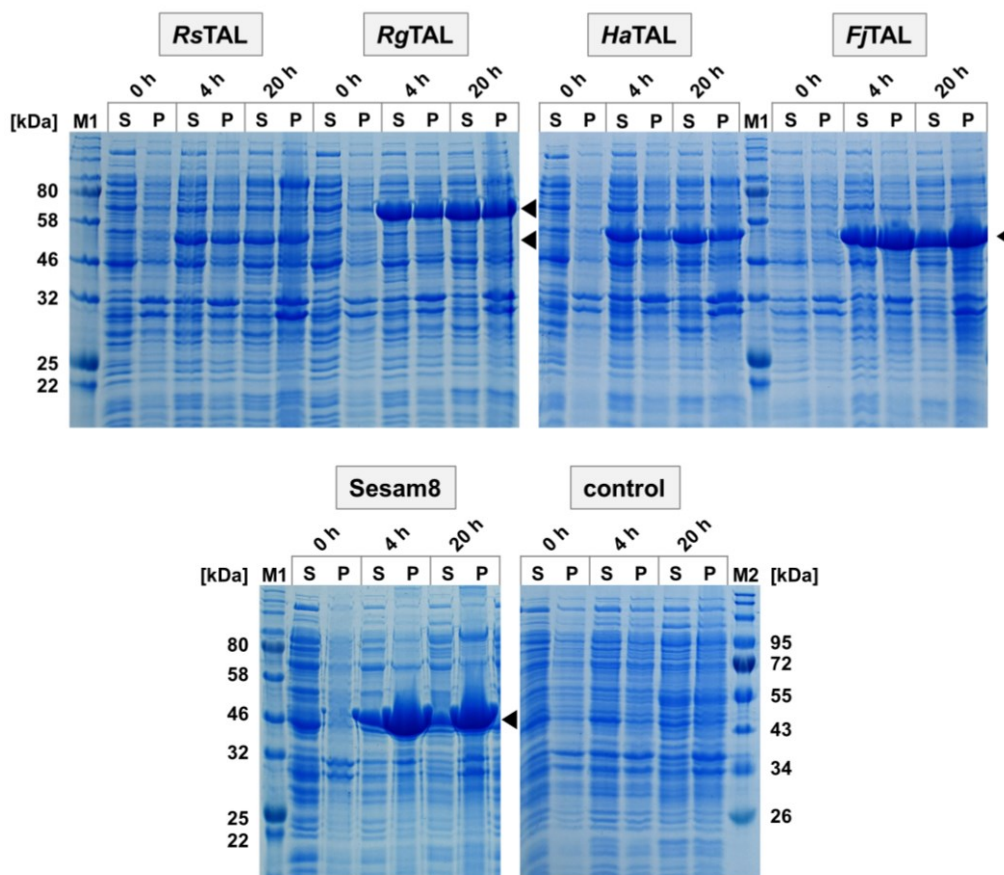 RsTAL RgTAL HaTAL FjTAL
0 h 4 h 20 h 0 h 4 h 20 h 0 h 4 h 20 h 0 h 4 h 20 h
[kDa] M1 S P S P S P S P S P S P S P S P S P M1 S P S P S P
80
58
46
32
25
22
Sesam8 control
0 h 4 h 20 h 0 h 4 h 20 h
[kDa] M1 S P S P S P S P S P S P M2 [kDa]
80 95
58 72
46 55
32 43
25 34
22 26